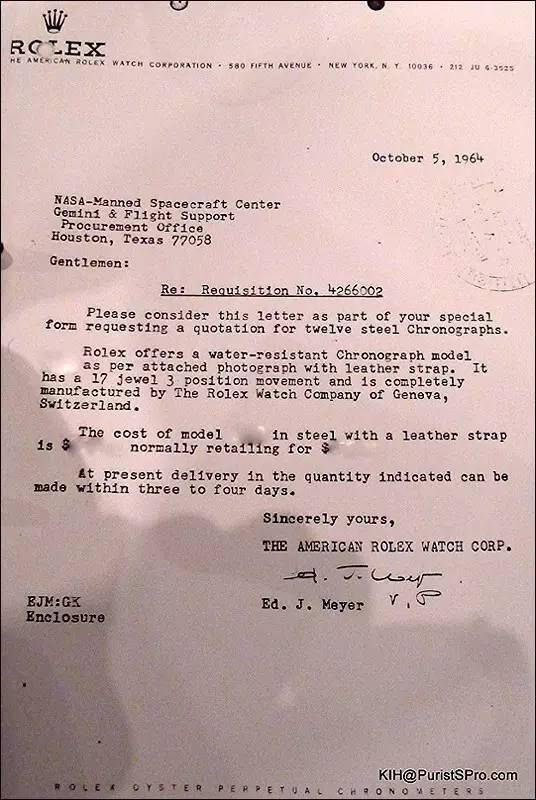 ROLEX
HE AMERICAN ROLEX WATCH CORPORATION · 580 FIFTH AVENUE · NEW YORK, N. Y. 10036 · 212 JU 6-3525
October 5, 1964
NASA-Manned Spacecraft Center
Gemini & Flight Support
Procurement Office
Houston, Texas 77058
Gentlemen:
Re: Requisition No. 4266002
Please consider this letter as part of your special
form requesting a quotation for twelve steel Chronographs.
Rolex offers a water-resistant Chronograph model
as per attached photograph with leather strap. It
has a 17 jewel 3 position movement and is completely
manufactured by The Rolex Watch Company of Geneva,
Switzerland.
The cost of model in steel with a leather strap
is $ normally retailing for $
At present delivery in the quantity indicated can be
made within three to four days.
Sincerely yours,
THE AMERICAN ROLEX WATCH CORP.
Ed. J. Meyer V.P
EJM:GK
Enclosure
ROLEX OYSTER PERPETUAL CHRONOMETERS
KIH@PuristSPro.com